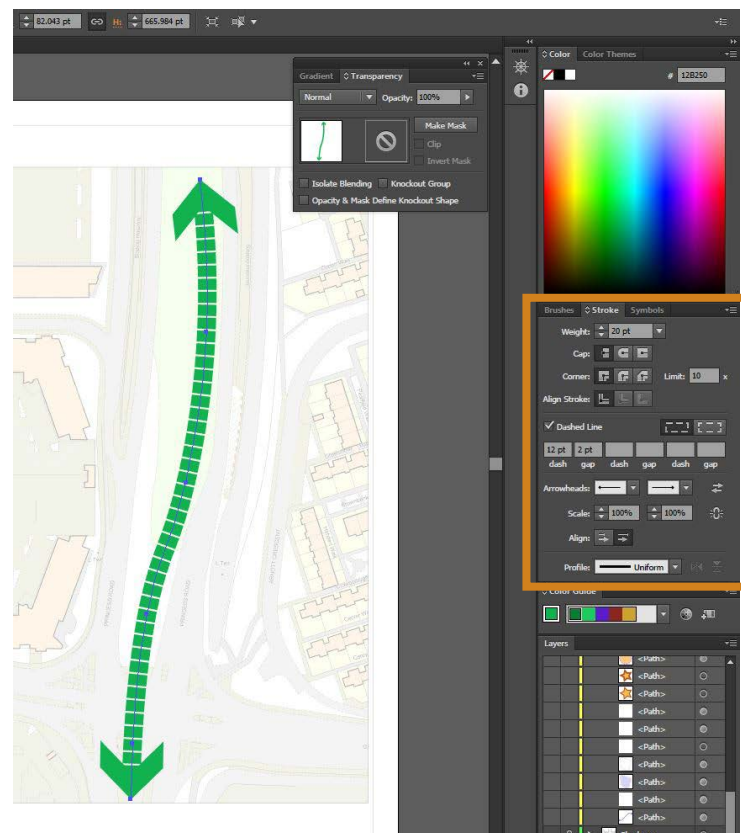 82.043 pt H: 665.984 pt
Color Color Themes
# 12B250
Gradient Transparency
Normal Opacity: 100%
Make Mask
Clip
Invert Mask
Isolate Blending Knockout Group
Opacity & Mask Define Knockout Shape
Brushes Stroke Symbols
Weight: 20 pt
Cap:
Corner: Limit: 10 x
Align Stroke:
Dashed Line
12 pt 2 pt
dash gap dash gap dash gap
Arrowheads:
Scale: 100% 100%
Align:
Profile: Uniform
Color Guide
Layers
<Path>
<Path>
<Path>
<Path>
<Path>
<Path>
<Path>
<Path>
<Path>
<Path>